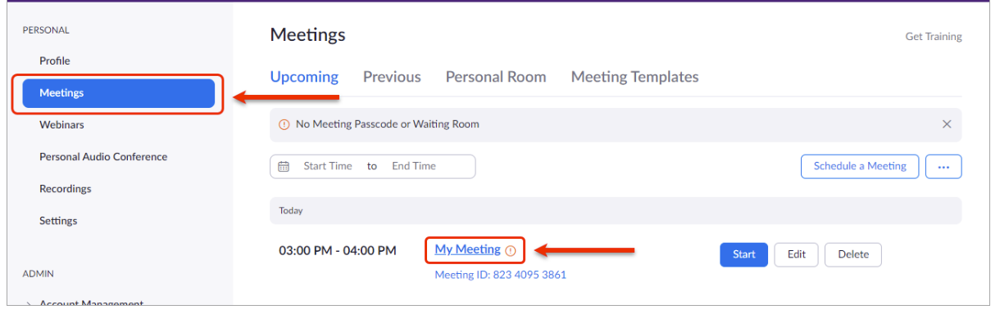 PERSONAL
Profile
Meetings
Webinars
Personal Audio Conference
Recordings
Settings
ADMIN
Account Management
Meetings
Get Training
Upcoming Previous Personal Room Meeting Templates
No Meeting Passcode or Waiting Room
Start Time to End Time
Schedule a Meeting
Today
03:00 PM - 04:00 PM
My Meeting
Meeting ID: 823 4095 3861
Start Edit Delete